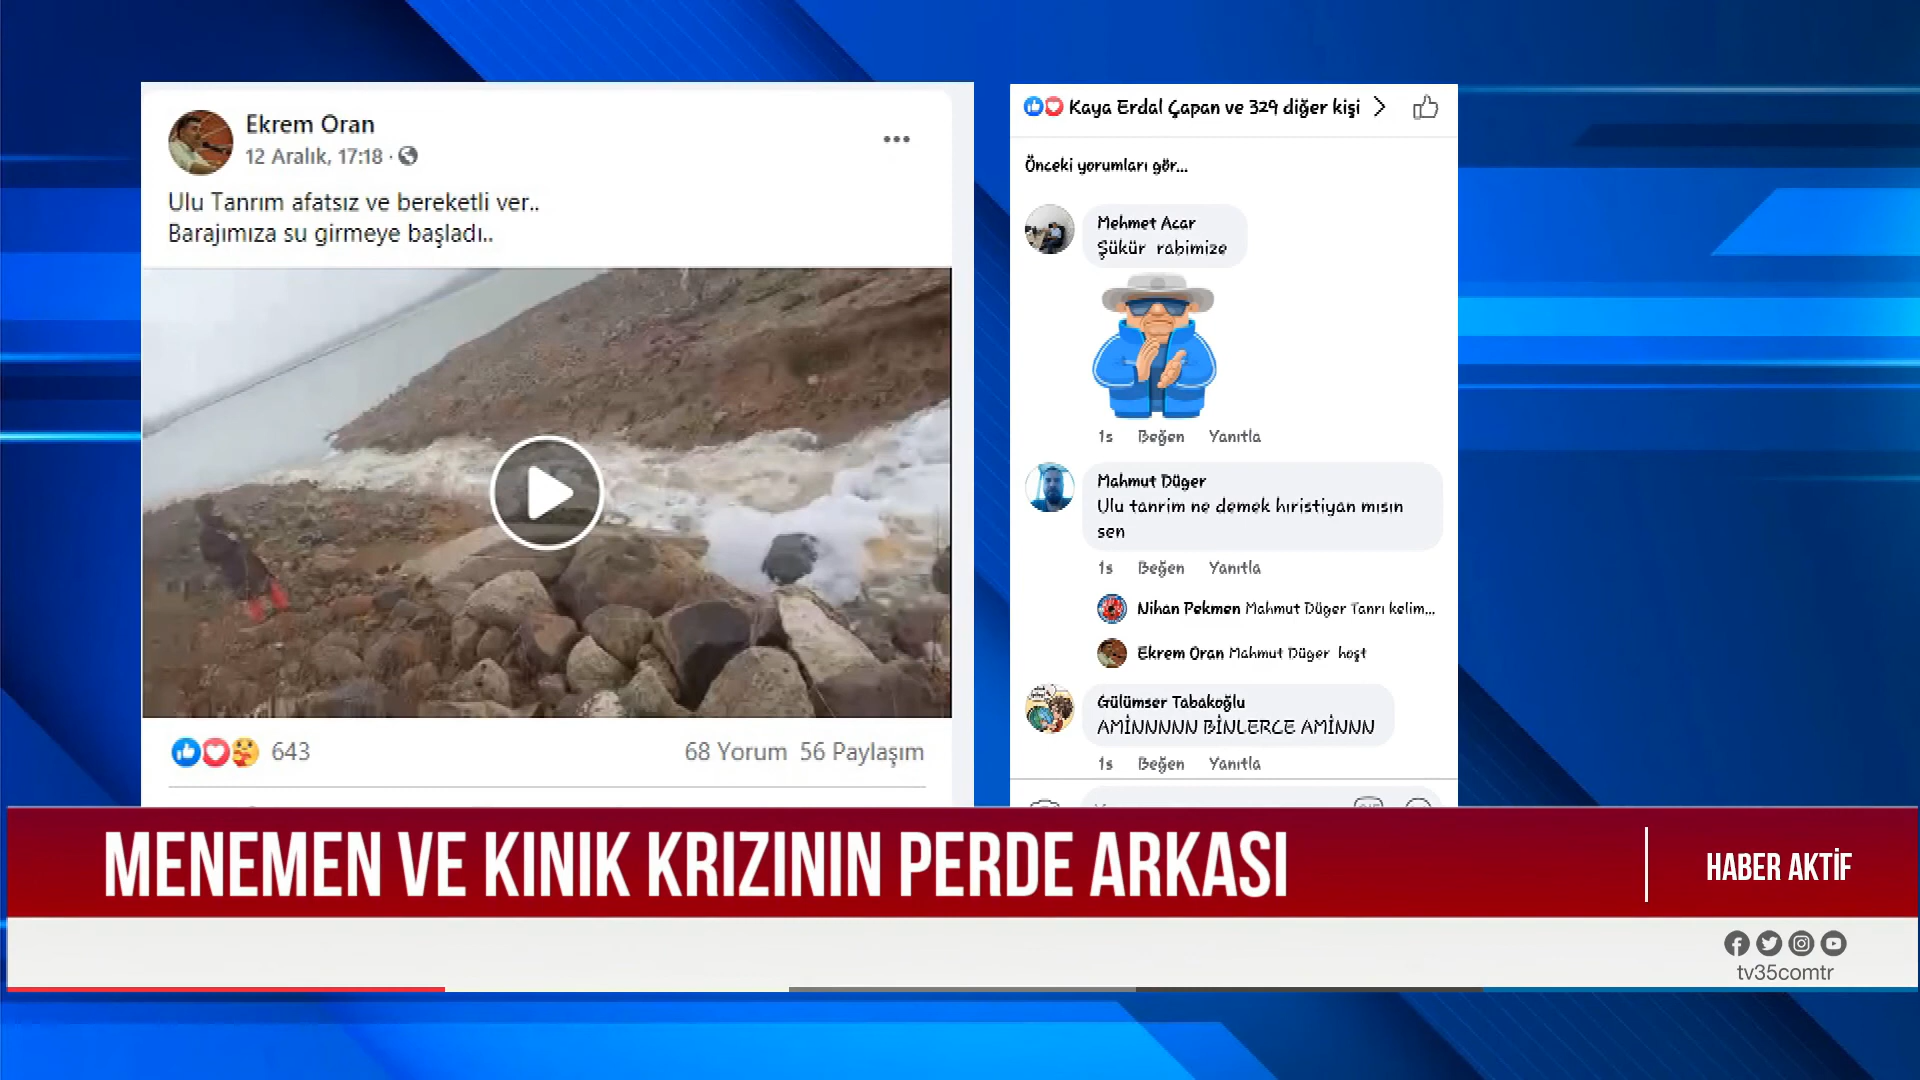 Ekrem Oran
12 Aralık, 17:18 ·
Ulu Tanrım afatsız ve bereketli ver..
Barajımıza su girmeye başladı..
643
68 Yorum 56 Paylaşım
Kaya Erdal Çapan ve 329 diğer kişi
Önceki yorumları gör...
Mehmet Acar
Şükür rabimize
1s Beğen Yanıtla
Mahmut Düger
Ulu tanrim ne demek hıristiyan mısın
sen
1s Beğen Yanıtla
Nihan Pekmen Mahmut Düger Tanrı kelim...
Ekrem Oran Mahmut Düger hoşt
Gülümser Tabakoğlu
AMİNNNNN BİNLERCE AMİNNN
1s Beğen Yanıtla
MENEMEN VE KINIK KRIZININ PERDE ARKASI
HABER AKTİF
tv35comtr